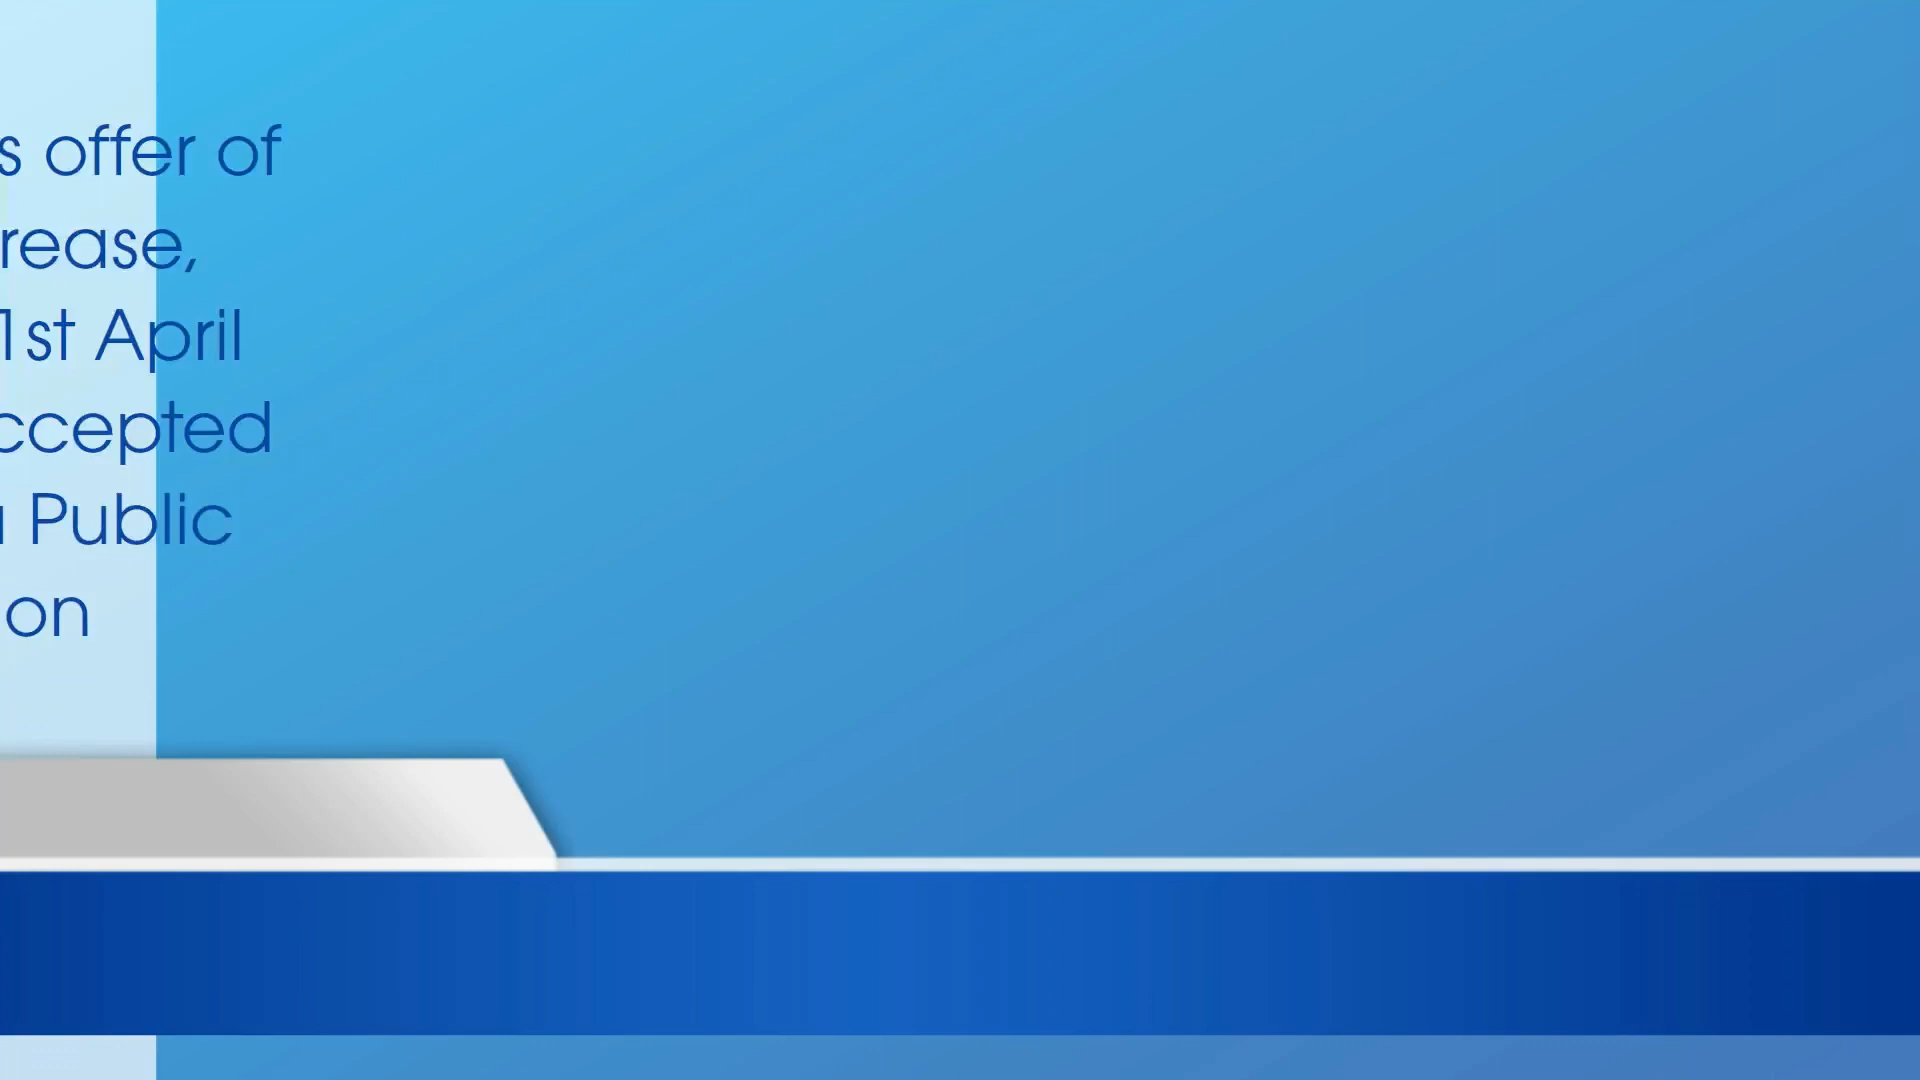 s offer of
rease,
1st April
ccepted
Public
on